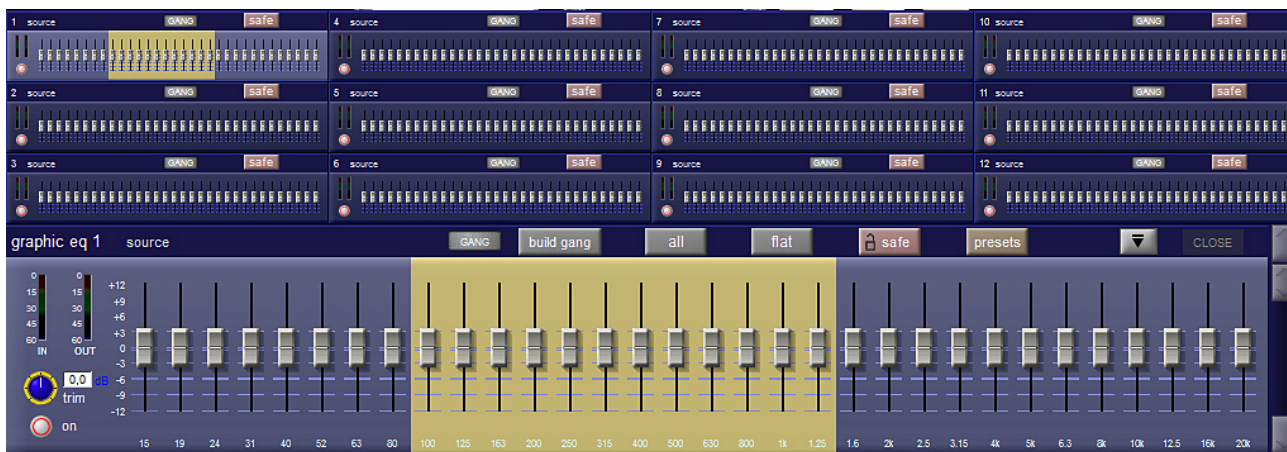 1 source GANG safe 4 source GANG safe 7 source GANG safe 10 source GANG safe
2 source GANG safe 5 source GANG safe 8 source GANG safe 11 source GANG safe
3 source GANG safe 6 source GANG safe 9 source GANG safe 12 source GANG safe
graphic eq 1 source GANG build gang all flat safe presets CLOSE
0 0
15 15 +12
+9
30 30 +6
45 45 +3
60 60 0
IN OUT
-3
0,0 dB -6
trim -9
-12
on
15 19 24 31 40 52 63 80 100 125 163 200 250 315 400 500 630 800 1k 1.25 1.6 2k 2.5 3.15 4k 5k 6.3 8k 10k 12.5 16k 20k